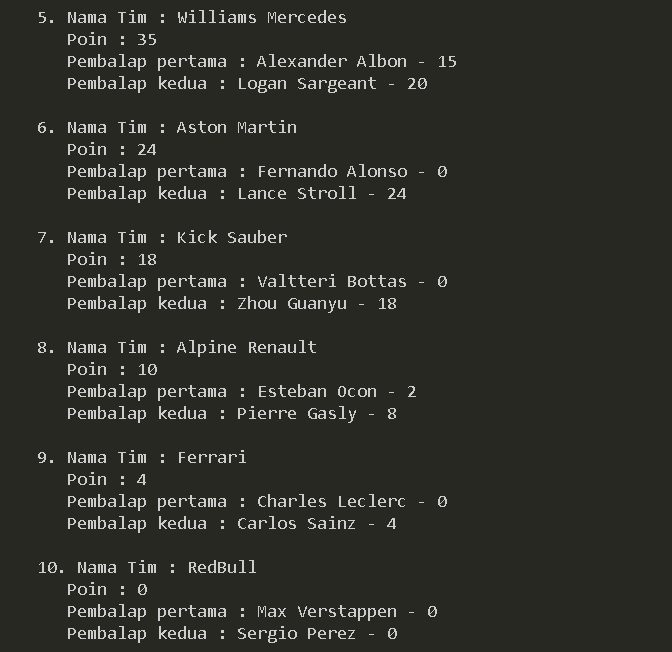 5. Nama Tim : Williams Mercedes
Poin : 35
Pembalap pertama : Alexander Albon - 15
Pembalap kedua : Logan Sargeant - 20
6. Nama Tim : Aston Martin
Poin : 24
Pembalap pertama : Fernando Alonso - 0
Pembalap kedua : Lance Stroll - 24
7. Nama Tim : Kick Sauber
Poin : 18
Pembalap pertama : Valtteri Bottas - 0
Pembalap kedua : Zhou Guanyu - 18
8. Nama Tim : Alpine Renault
Poin : 10
Pembalap pertama : Esteban Ocon - 2
Pembalap kedua : Pierre Gasly - 8
9. Nama Tim : Ferrari
Poin : 4
Pembalap pertama : Charles Leclerc - 0
Pembalap kedua : Carlos Sainz - 4
10. Nama Tim : RedBull
Poin : 0
Pembalap pertama : Max Verstappen - 0
Pembalap kedua : Sergio Perez - 0